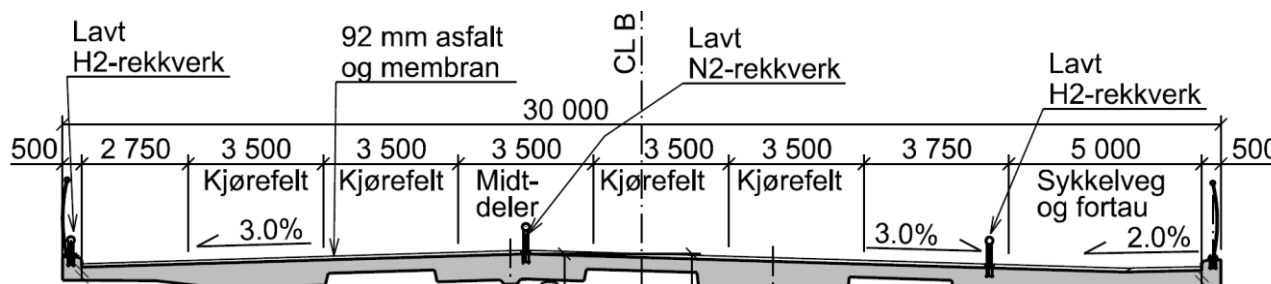 Lavt
H2-rekkverk
92 mm asfalt
og membran
CL B
Lavt
N2-rekkverk
Lavt
H2-rekkverk
30 000
500 2 750 3 500 3 500 3 500 3 500 3 500 3 750 5 000 500
Kjørefelt Kjørefelt Midt-
deler
Kjørefelt Kjørefelt Sykkelveg
og fortau
3.0% 3.0% 2.0%